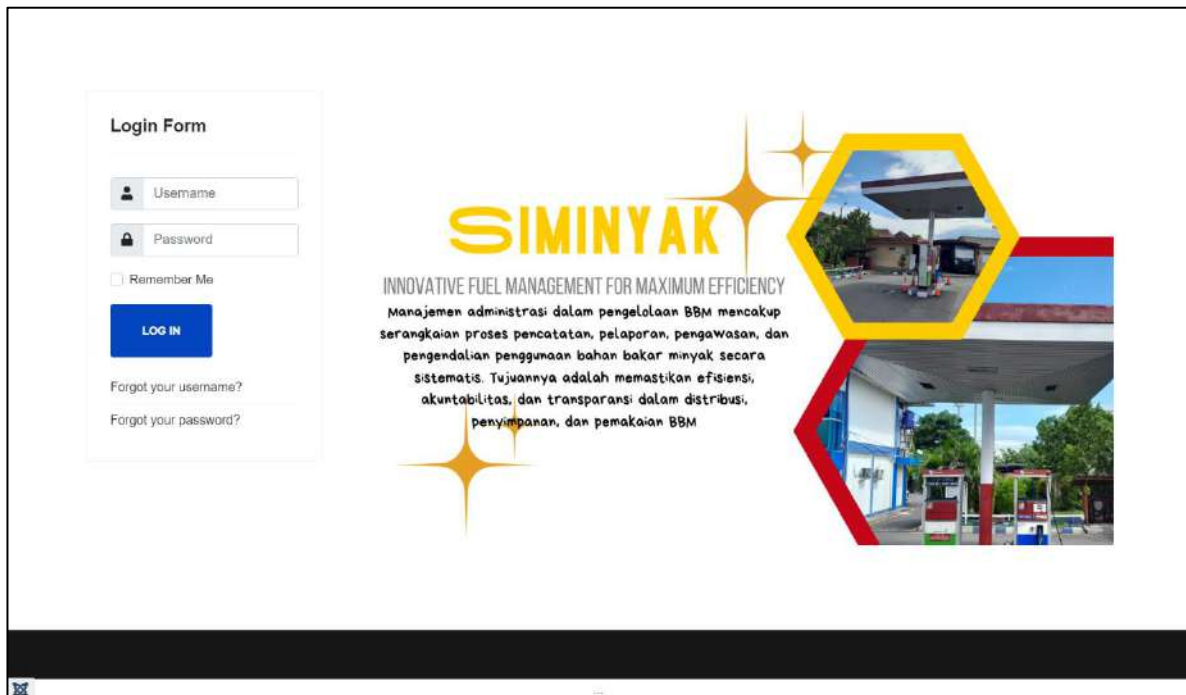 Login Form
Username
Password
Remember Me
LOG IN
Forgot your username?
Forgot your password?
SIMINYAK
INNOVATIVE FUEL MANAGEMENT FOR MAXIMUM EFFICIENCY
Manajemen administrasi dalam pengelolaan BBM mencakup
serangkaian proses pencatatan, pelaporan, pengawasan, dan
pengendalian penggunaan bahan bakar minyak secara
sistematis. Tujuannya adalah memastikan efisiensi,
akuntabilitas, dan transparansi dalam distribusi,
penyimpanan, dan pemakaian BBM